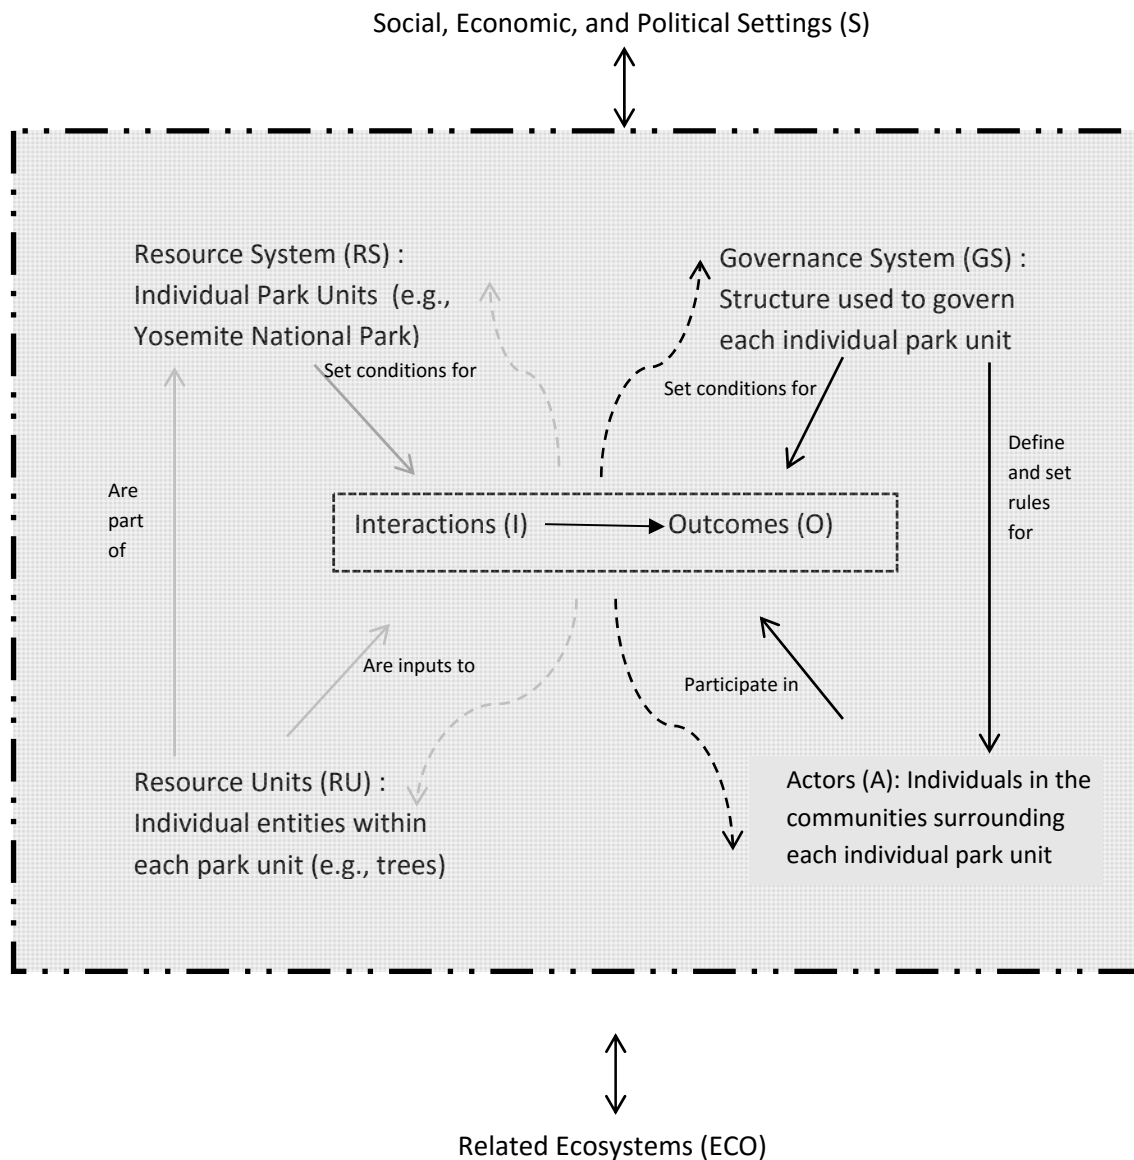 Social, Economic, and Political Settings (S)
Resource System (RS) :
Individual Park Units (e.g.,
Yosemite National Park)
Governance System (GS) :
Structure used to govern
each individual park unit
Set conditions for
Set conditions for
Define
and set
rules
for
Are
part
of
Interactions (I)
Outcomes (O)
Are inputs to
Participate in
Resource Units (RU) :
Individual entities within
each park unit (e.g., trees)
Actors (A): Individuals in the
communities surrounding
each individual park unit
Related Ecosystems (ECO)